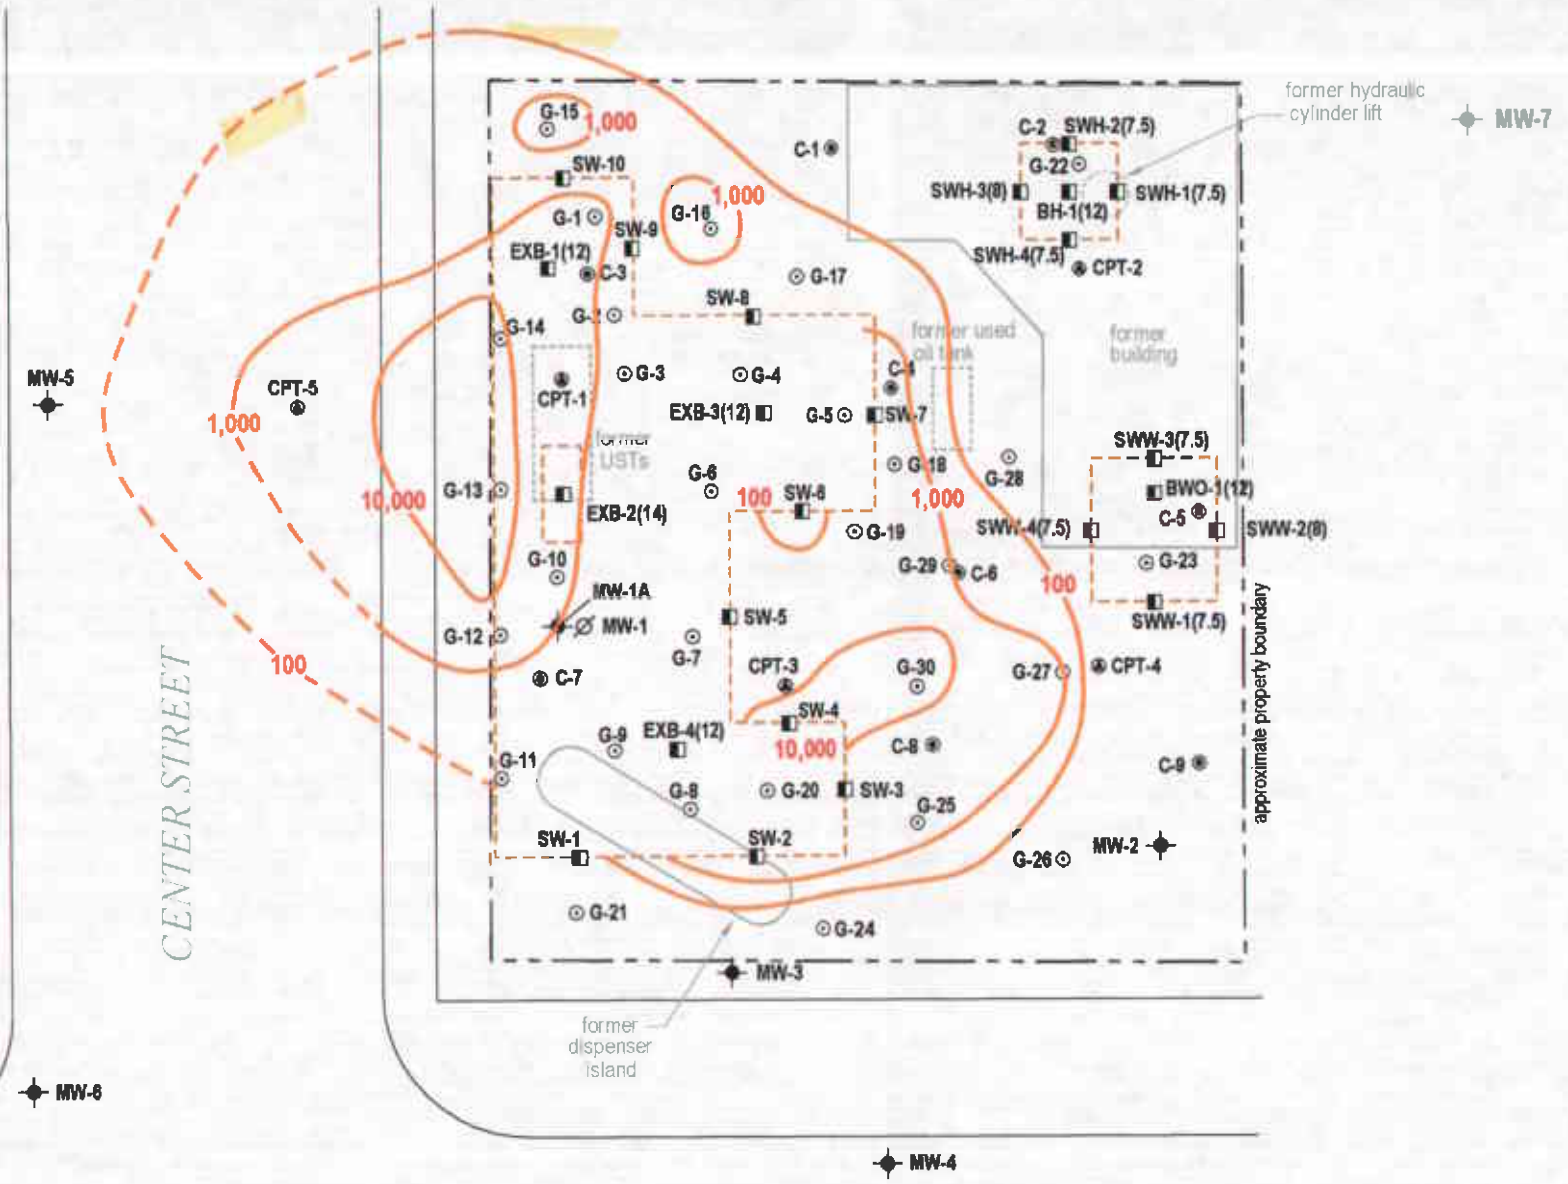 former hydraulic
cylinder lift
MW-7
G-15
1,000
C-1
C-2
SWH-2(7.5)
G-22
SW-10
SWH-3(8)
SWH-1(7.5)
BH-1(12)
1,000
G-16
G-1
SW-9
EXB-1(12)
C-3
SWH-4(7.5)
CPT-2
G-17
SW-8
G-2
G-14
former used
oil tank
former
building
MW-5
CPT-5
G-3
G-4
C-4
CPT-1
1,000
EXB-3(12)
G-5
SW-7
former
USTs
SWW-3(7.5)
G-6
G-18
G-28
G-13
10,000
100
SW-6
1,000
BWO-1(12)
C-5
EXB-2(14)
G-19
SWW-4(7.5)
SWW-2(8)
G-10
G-29
C-6
100
G-23
MW-1A
SW-5
MW-1
SWW-1(7.5)
G-12
G-7
100
CPT-3
G-30
G-27
CPT-4
C-7
SW-4
EXB-4(12)
G-9
10,000
C-8
G-11
C-9
G-8
G-20
SW-3
G-25
SW-1
SW-2
MW-2
G-26
approximate property boundary
CENTER STREET
G-21
G-24
MW-3
former
dispenser
island
MW-6
MW-4